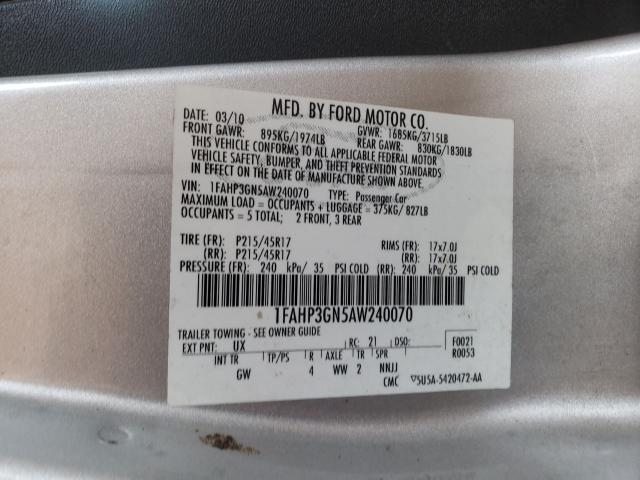 MFD. BY FORD MOTOR CO.
DATE: 03/10 GVWR: 1685KG/3715LB
FRONT GAWR: 895KG/1974LB REAR GAWR: 830KG/1830LB
THIS VEHICLE CONFORMS TO ALL APPLICABLE FEDERAL MOTOR
VEHICLE SAFETY, BUMPER, AND THEFT PREVENTION STANDARDS
IN EFFECT ON THE DATE OF MANUFACTURE SHOWN ABOVE.
VIN: 1FAHP3GN5AW240070 TYPE: Passenger Car
MAXIMUM LOAD = OCCUPANTS + LUGGAGE = 375KG/ 827LB
OCCUPANTS = 5 TOTAL; 2 FRONT, 3 REAR
TIRE (FR): P215/45R17 RIMS (FR): 17x7.0J
(RR): P215/45R17 (RR): 17x7.0J
PRESSURE (FR): 240 kPa/ 35 PSI COLD (RR): 240 kPa/ 35 PSI COLD
1FAHP3GN5AW240070
TRAILER TOWING - SEE OWNER GUIDE
EXT PNT: UX RC: 21 DSO: F0021
R0053
INT TR TP/PS R AXLE TR SPR
GW 4 WW 2 NNJJ
CMC ▽5U5A-5420472-AA